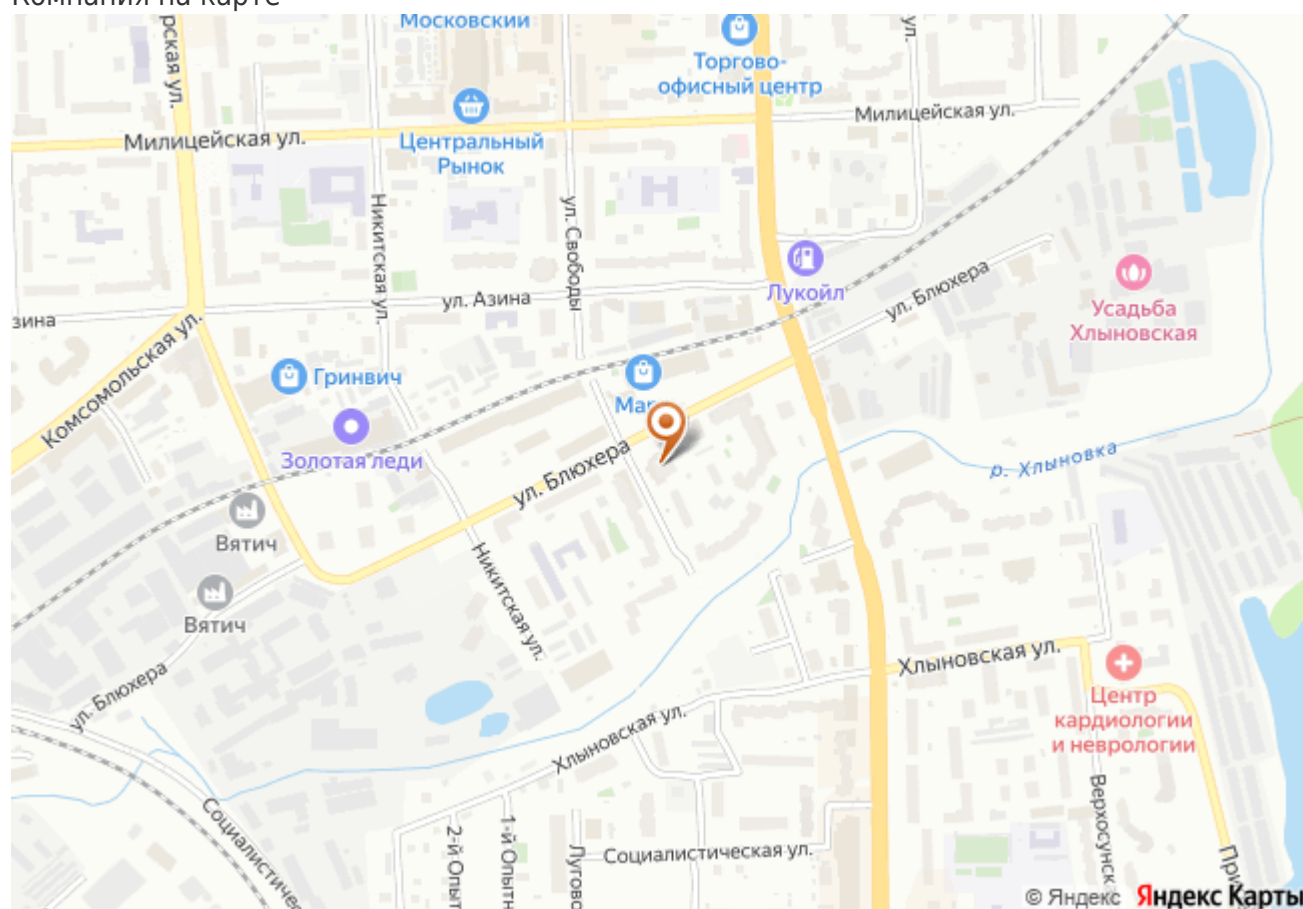 Компания на карте
Московский
Торгово-
офисный центр
Милицейская ул.
Милицейская ул.
Центральный
Рынок
Никитская ул.
ул. Свободы
ул. Азина
Лукойл
ул. Блюхера
Усадьба
Хлыновская
Комсомольская ул.
Гринвич
Золотая леди
ул. Блюхера
р. Хлыновка
Вятич
Вятич
Никитская ул.
ул. Блюхера
Хлыновская ул.
Хлыновская ул.
Центр
кардиологии
и неврологии
Социалистическая ул.
© Яндекс Яндекс Карты